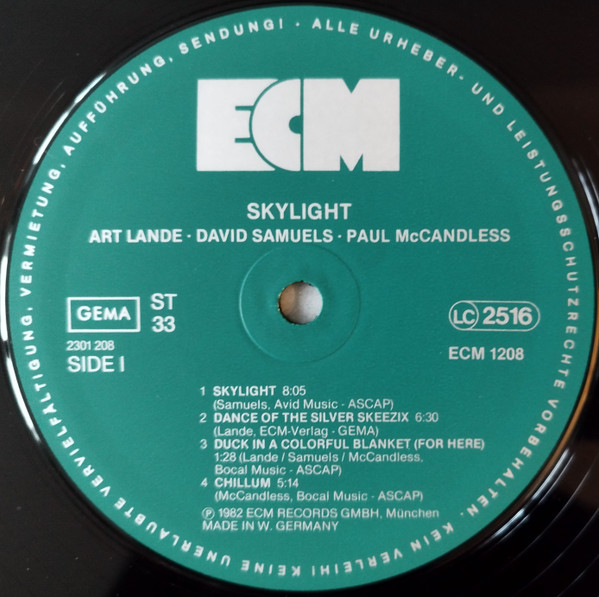 ALLE URHEBER- UND LEISTUNGSSCHUTZRECHTE VORBEHALTEN. KEIN VERLEIH! KEINE UNERLAUBTE VERVIELFÄLTIGUNG, VERMIETUNG, AUFFÜHRUNG, SENDUNG! ·
ECM
SKYLIGHT
ART LANDE · DAVID SAMUELS · PAUL McCANDLESS
GEMA
ST
33
LC 2516
2301 208
SIDE I
ECM 1208
1 SKYLIGHT 8:05
(Samuels, Avid Music - ASCAP)
2 DANCE OF THE SILVER SKEEZIX 6:30
(Lande, ECM-Verlag - GEMA)
3 DUCK IN A COLORFUL BLANKET (FOR HERE)
1:28 (Lande / Samuels / McCandless,
Bocal Music - ASCAP)
4 CHILLUM 5:14
(McCandless, Bocal Music - ASCAP)
Ⓟ 1982 ECM RECORDS GMBH, München
MADE IN W. GERMANY